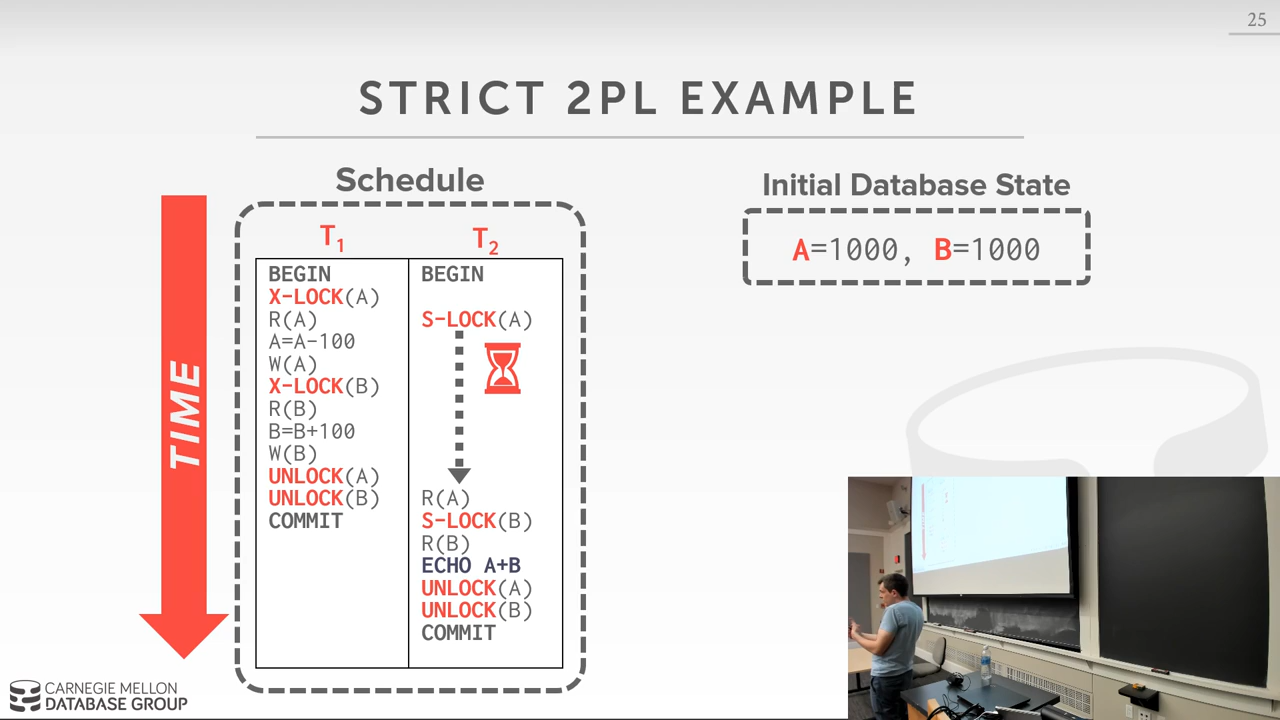 25
STRICT 2PL EXAMPLE
Schedule
Initial Database State
A=1000, B=1000
TIME
T1
T2
BEGIN
X-LOCK(A)
R(A)
A=A-100
W(A)
X-LOCK(B)
R(B)
B=B+100
W(B)
UNLOCK(A)
UNLOCK(B)
COMMIT
BEGIN
S-LOCK(A)
R(A)
S-LOCK(B)
R(B)
ECHO A+B
UNLOCK(A)
UNLOCK(B)
COMMIT
CARNEGIE MELLON
DATABASE GROUP